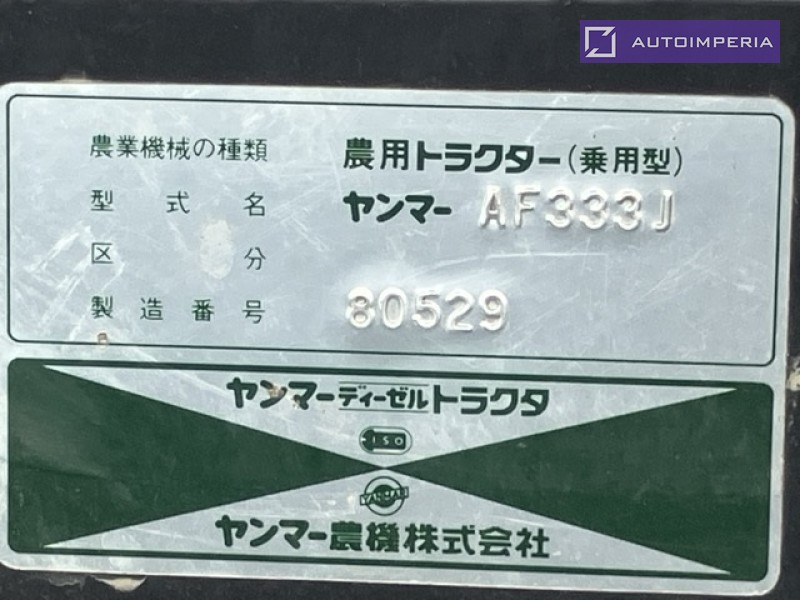 AUTOIMPERIA
農業機械の種類 農用トラクター(乗用型)
型式名 ヤンマー AF333J
区分
製造番号 80529
ヤンマーディーゼルトラクタ
ISO
YANMAR
ヤンマー農機株式会社